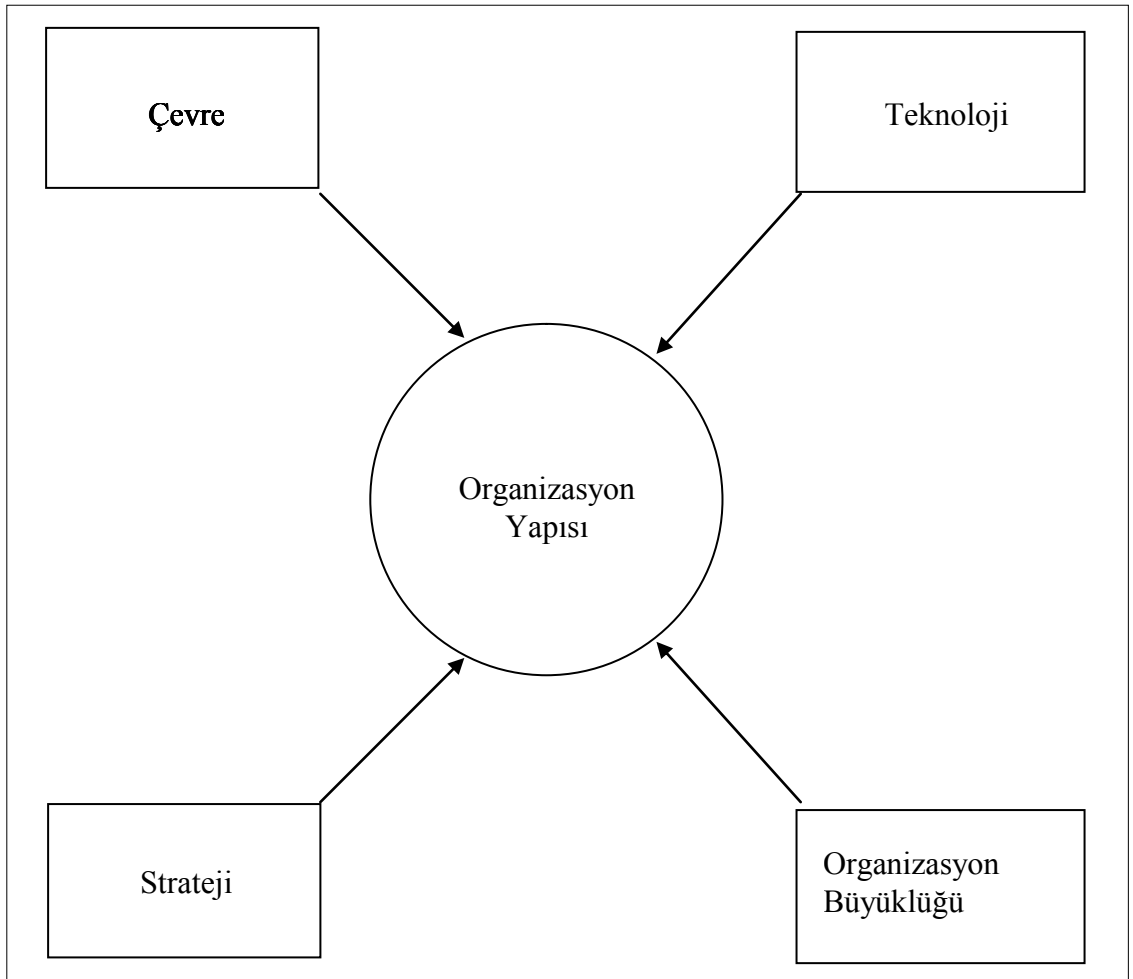 Çevre
Teknoloji
Organizasyon
Yapısı
Strateji
Organizasyon
Büyüklüğü